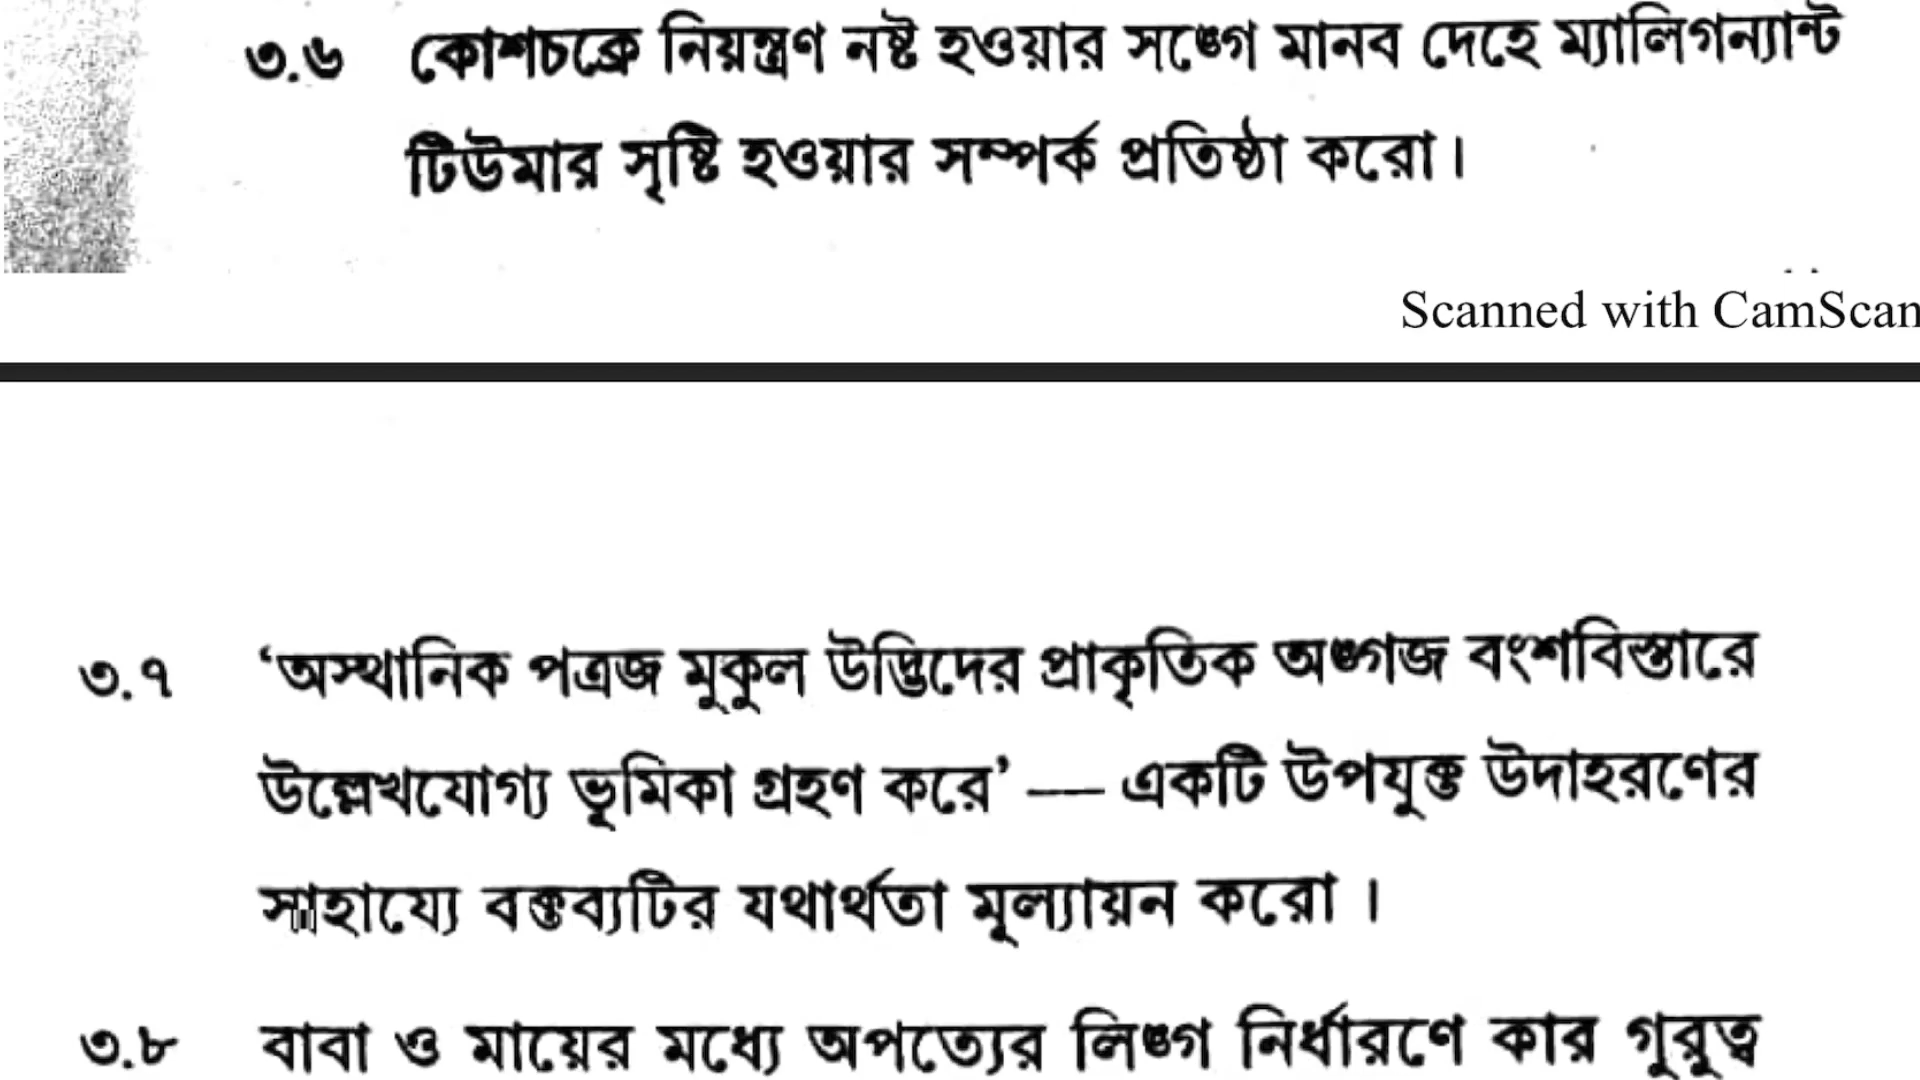 ৩.৬ কোশচক্রে নিয়ন্ত্রণ নষ্ট হওয়ার সঙ্গে মানব দেহে ম্যালিগন্যান্ট
টিউমার সৃষ্টি হওয়ার সম্পর্ক প্রতিষ্ঠা করো।
Scanned with CamScan
৩.৭ ‘অস্থানিক পত্রজ মুকুল উদ্ভিদের প্রাকৃতিক অঙ্গজ বংশবিস্তারে
উল্লেখযোগ্য ভূমিকা গ্রহণ করে’ — একটি উপযুক্ত উদাহরণের
সাহায্যে বক্তব্যটির যথার্থতা মূল্যায়ন করো ।
৩.৮ বাবা ও মায়ের মধ্যে অপত্যের লিঙ্গ নির্ধারণে কার গুরুত্ব